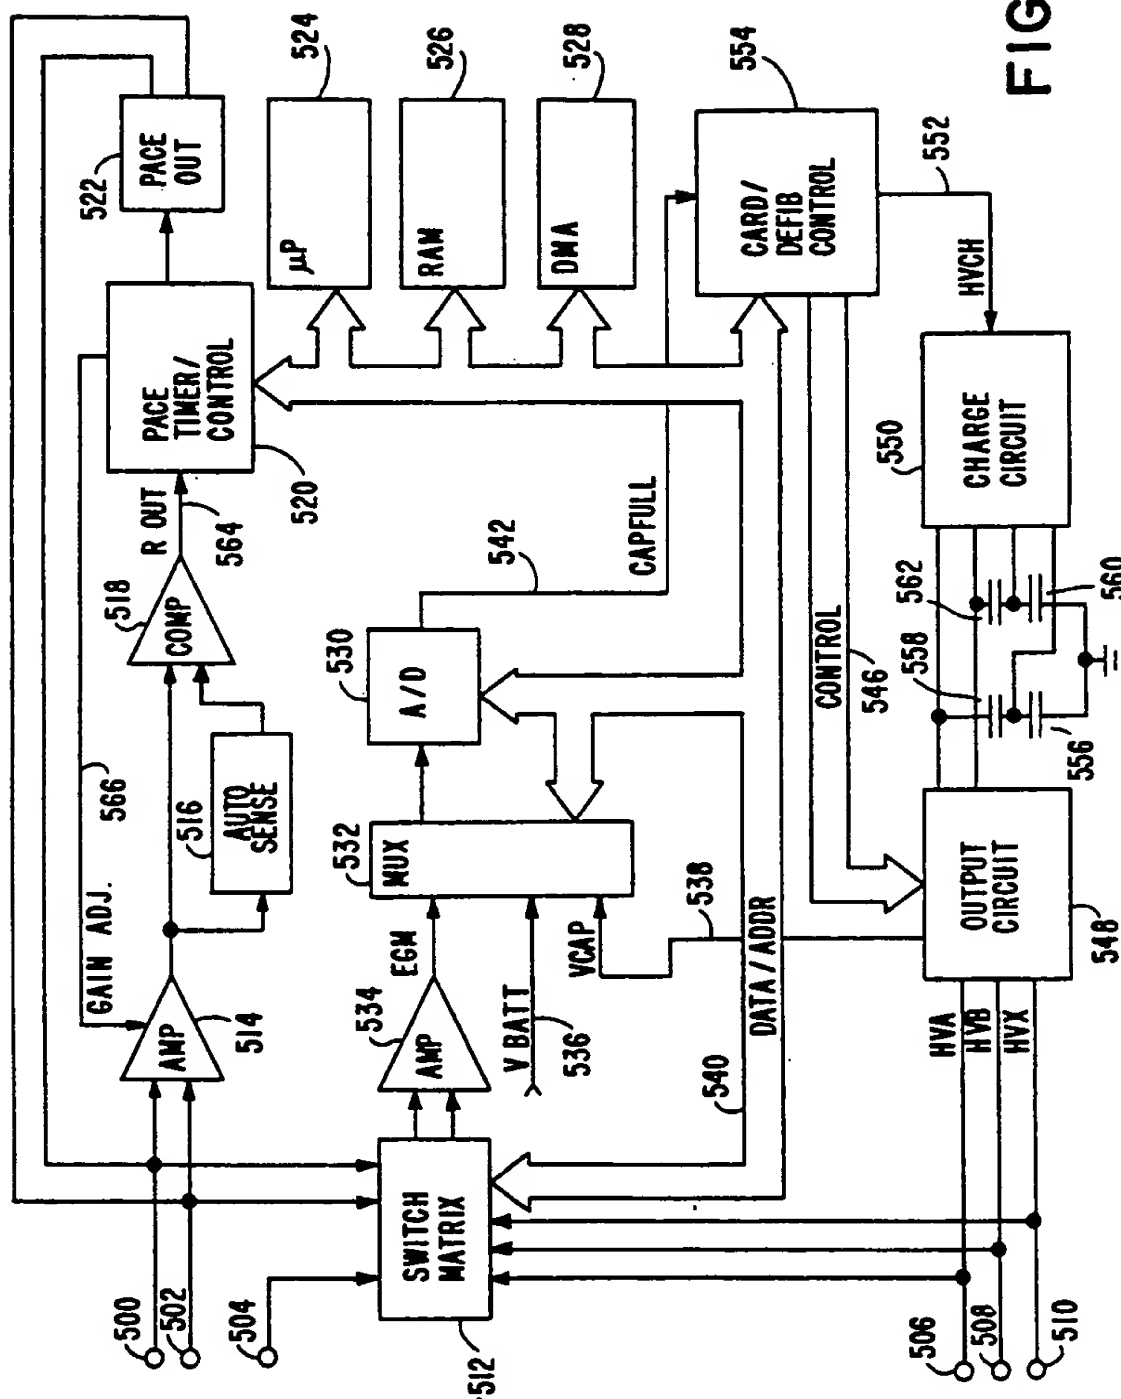 FIG
500
502
504
506
508
510
512
GAIN ADJ.
566
AMP
514
516
AUTO
SENSE
518
COMP
R OUT
564
PACE
TIMER/
CONTROL
520
522
PACE
OUT
µP
524
RAM
526
DMA
528
SWITCH
MATRIX
534
AMP
EGM
V BATT
536
VCAP
538
532
MUX
530
A/D
542
CAPFULL
540
DATA/ADDR
CARD/
DEFIB
CONTROL
554
552
HVCH
CONTROL
546
HVA
HVB
HVX
OUTPUT
CIRCUIT
548
550
CHARGE
CIRCUIT
558
562
556
560